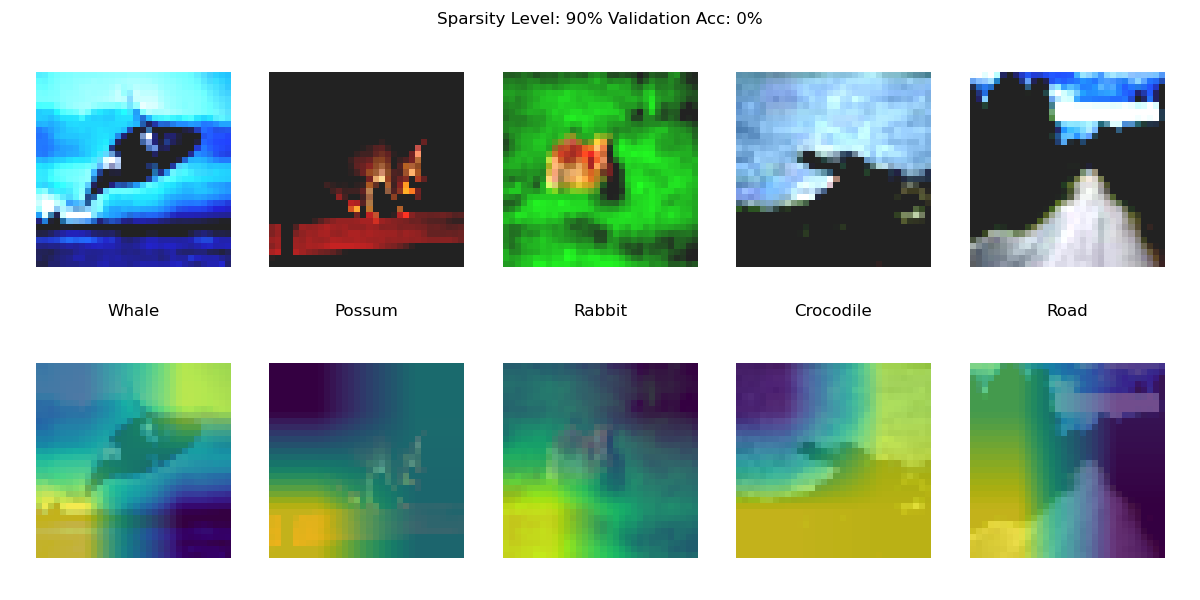 Sparsity Level: 90% Validation Acc: 0%
Whale
Possum
Rabbit
Crocodile
Road